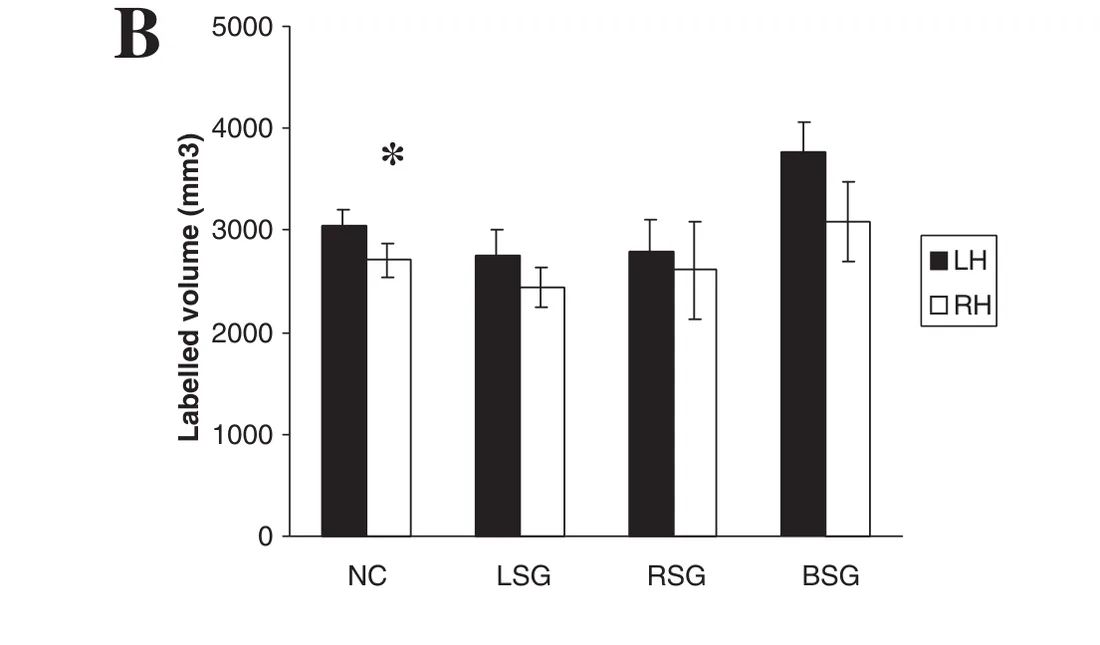 B
5000
4000
3000
2000
1000
0
Labelled volume (mm3)
*
NC LSG RSG BSG
LH
RH